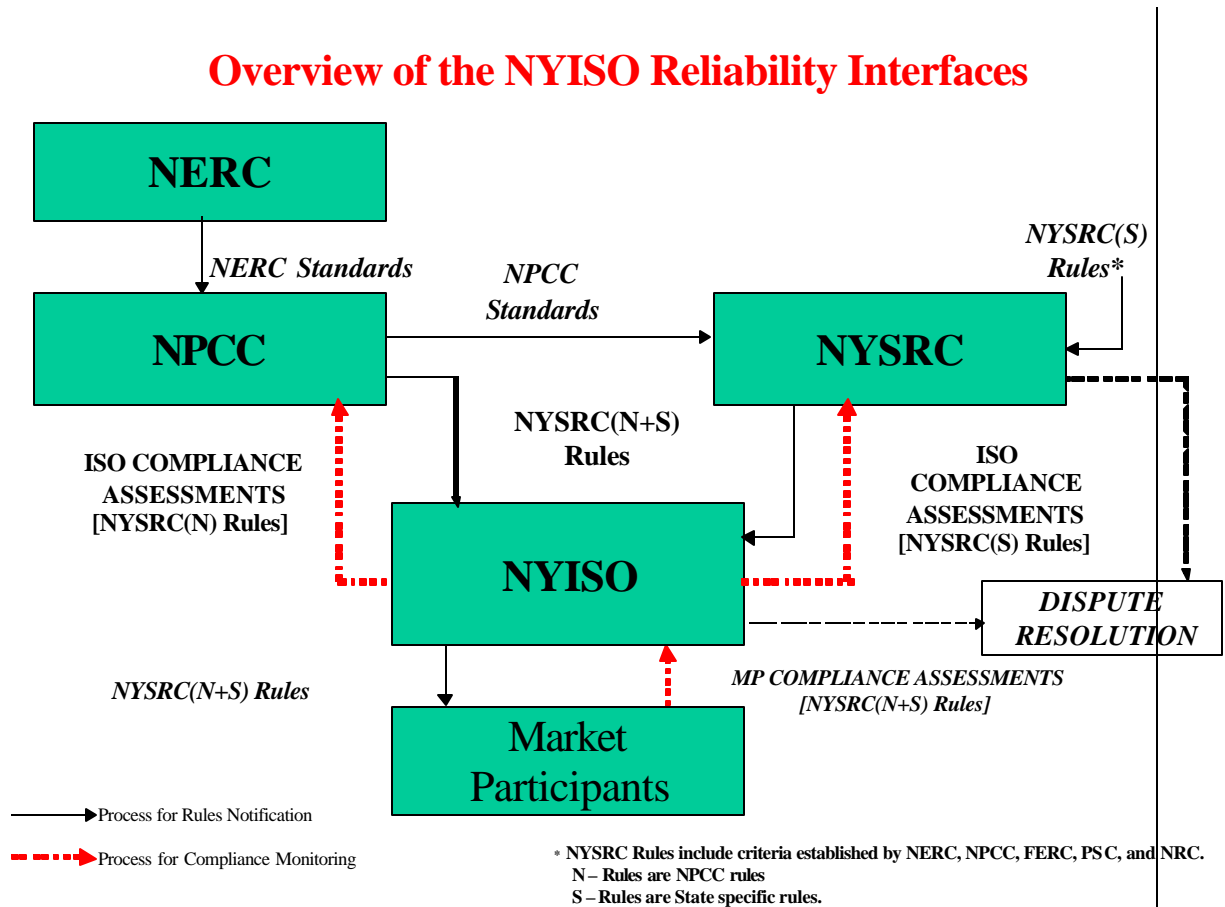 Overview of the NYISO Reliability Interfaces
NERC
NYSRC(S)
Rules*
NERC Standards
NPCC
Standards
NPCC
NYSRC
NYSRC(N+S)
Rules
ISO COMPLIANCE
ASSESSMENTS
[NYSRC(N) Rules]
ISO
COMPLIANCE
ASSESSMENTS
[NYSRC(S) Rules]
NYISO
DISPUTE
RESOLUTION
NYSRC(N+S) Rules
MP COMPLIANCE ASSESSMENTS
[NYSRC(N+S) Rules]
Market
Participants
Process for Rules Notification
Process for Compliance Monitoring
* NYSRC Rules include criteria established by NERC, NPCC, FERC, PSC, and NRC.
N – Rules are NPCC rules
S – Rules are State specific rules.